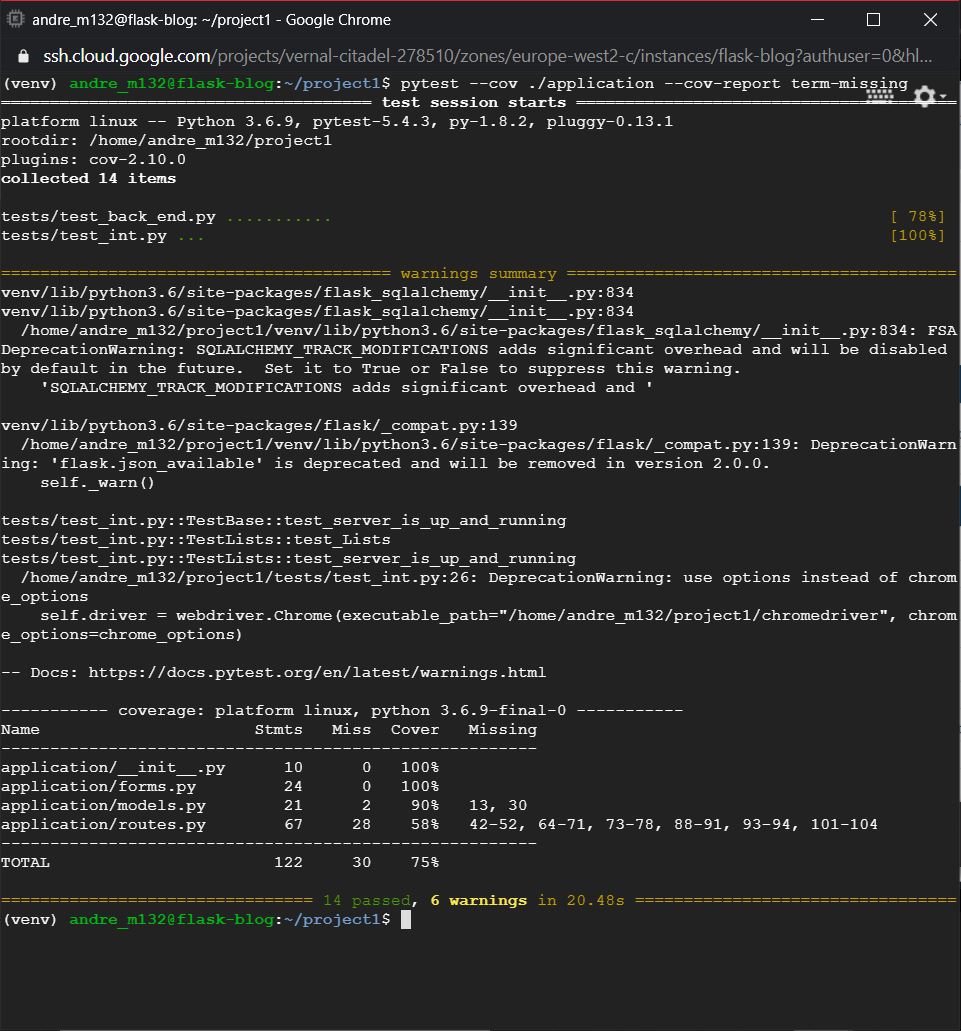 andre_m132@flask-blog: ~/project1 - Google Chrome
ssh.cloud.google.com/projects/vernal-citadel-278510/zones/europe-west2-c/instances/flask-blog?authuser=0&hl...
(venv) andre_m132@flask-blog:~/project1$ pytest --cov ./application --cov-report term-missing
====================================== test session starts =======================================
platform linux -- Python 3.6.9, pytest-5.4.3, py-1.8.2, pluggy-0.13.1
rootdir: /home/andre_m132/project1
plugins: cov-2.10.0
collected 14 items
tests/test_back_end.py ........... [ 78%]
tests/test_int.py ... [100%]
======================================== warnings summary ========================================
venv/lib/python3.6/site-packages/flask_sqlalchemy/__init__.py:834
venv/lib/python3.6/site-packages/flask_sqlalchemy/__init__.py:834
  /home/andre_m132/project1/venv/lib/python3.6/site-packages/flask_sqlalchemy/__init__.py:834: FSA
DeprecationWarning: SQLALCHEMY_TRACK_MODIFICATIONS adds significant overhead and will be disabled
by default in the future.  Set it to True or False to suppress this warning.
    'SQLALCHEMY_TRACK_MODIFICATIONS adds significant overhead and '
venv/lib/python3.6/site-packages/flask/_compat.py:139
  /home/andre_m132/project1/venv/lib/python3.6/site-packages/flask/_compat.py:139: DeprecationWarn
ing: 'flask.json_available' is deprecated and will be removed in version 2.0.0.
    self._warn()
tests/test_int.py::TestBase::test_server_is_up_and_running
tests/test_int.py::TestLists::test_Lists
tests/test_int.py::TestLists::test_server_is_up_and_running
  /home/andre_m132/project1/tests/test_int.py:26: DeprecationWarning: use options instead of chrom
e_options
    self.driver = webdriver.Chrome(executable_path="/home/andre_m132/project1/chromedriver", chrom
e_options=chrome_options)
-- Docs: https://docs.pytest.org/en/latest/warnings.html
----------- coverage: platform linux, python 3.6.9-final-0 -----------
Name                      Stmts   Miss  Cover   Missing
-------------------------------------------------------
application/__init__.py      10      0   100%
application/forms.py         24      0   100%
application/models.py        21      2    90%   13, 30
application/routes.py        67     28    58%   42-52, 64-71, 73-78, 88-91, 93-94, 101-104
-------------------------------------------------------
TOTAL                       122     30    75%
================================ 14 passed, 6 warnings in 20.48s =================================
(venv) andre_m132@flask-blog:~/project1$